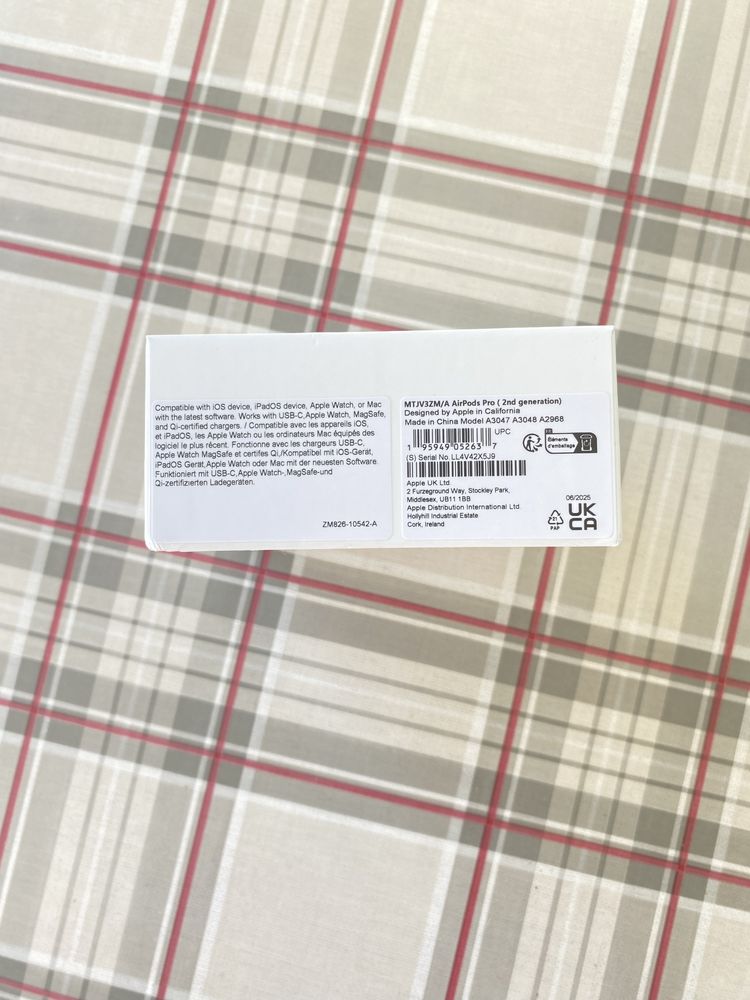 Compatible with iOS device, iPadOS device, Apple Watch, or Mac
with the latest software. Works with USB-C,Apple Watch, MagSafe,
and Qi-certified chargers. / Compatible avec les appareils iOS,
et iPadOS, les Apple Watch ou les ordinateurs Mac équipés des
logiciel le plus récent. Fonctionne avec les chargeurs USB-C,
Apple Watch MagSafe et certifes Qi,/Kompatibel mit iOS-Gerät,
iPadOS Gerät,Apple Watch oder Mac mit der neuesten Software.
Funktioniert mit USB-C,Apple Watch-,MagSafe-und
Qi-zertifizierten Ladegeräten.
ZM826-10542-A
MTJV3ZM/A AirPods Pro ( 2nd generation)
Designed by Apple in California
Made in China Model A3047 A3048 A2968
UPC
1 95949 05263 7
(S) Serial No. LL4V42X5J9
FR
Éléments
d'emballage
Apple UK Ltd.
2 Furzeground Way, Stockley Park,
Middlesex, UB11 1BB
Apple Distribution International Ltd.
Hollyhill Industrial Estate
Cork, Ireland
21
PAP
06/2025
UK
CA